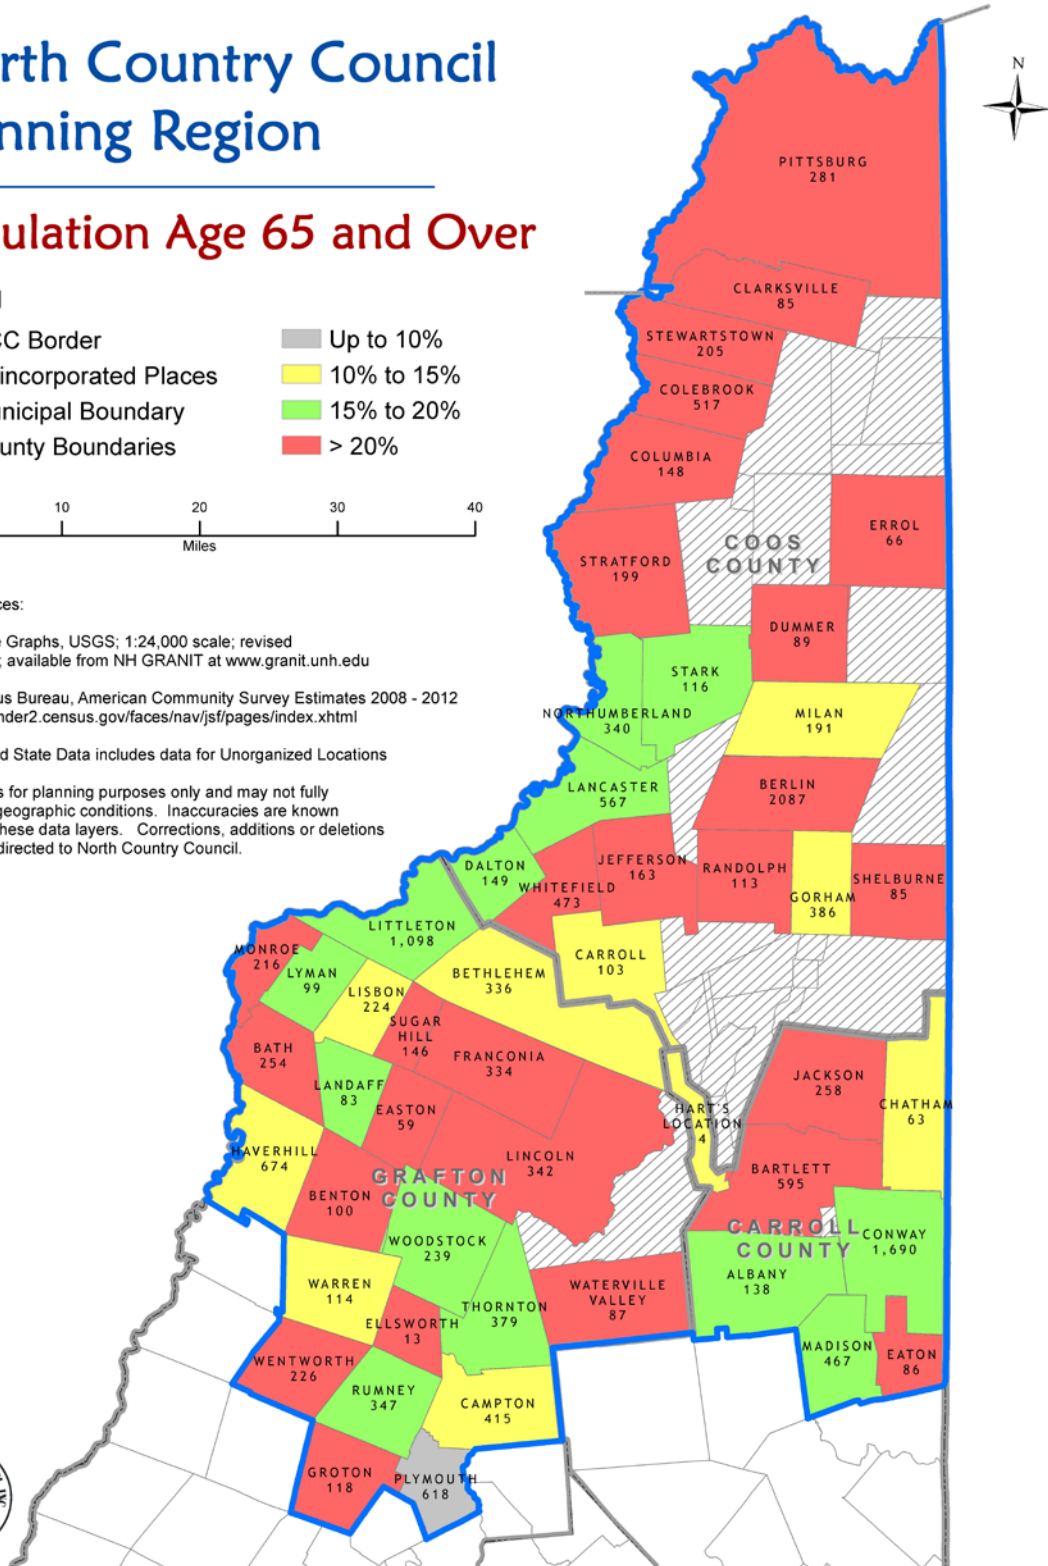 rth Country Council
nning Region
ulation Age 65 and Over
C Border
incorporated Places
unicipal Boundary
unty Boundaries
Up to 10%
10% to 15%
15% to 20%
> 20%
10 20 30 40
Miles
ces:
e Graphs, USGS; 1:24,000 scale; revised
; available from NH GRANIT at www.granit.unh.edu
us Bureau, American Community Survey Estimates 2008 - 2012
nder2.census.gov/faces/nav/jsf/pages/index.xhtml
d State Data includes data for Unorganized Locations
s for planning purposes only and may not fully
geographic conditions. Inaccuracies are known
hese data layers. Corrections, additions or deletions
directed to North Country Council.
N
PITTSBURG
281
CLARKSVILLE
85
STEWARTSTOWN
205
COLEBROOK
517
COLUMBIA
148
ERROL
66
COOS
COUNTY
STRATFORD
199
DUMMER
89
STARK
116
NORTHUMBERLAND
340
MILAN
191
LANCASTER
567
BERLIN
2087
DALTON
149
WHITEFIELD
473
JEFFERSON
163
RANDOLPH
113
GORHAM
386
SHELBURNE
85
LITTLETON
1,098
MONROE
216
LYMAN
99
LISBON
224
BETHLEHEM
336
CARROLL
103
SUGAR
HILL
146
BATH
254
FRANCONIA
334
LANDAFF
83
EASTON
59
JACKSON
258
CHATHAM
63
HART'S
LOCATION
4
HAVERHILL
674
LINCOLN
342
BARTLETT
595
GRAFTON
COUNTY
BENTON
100
CARROLL
COUNTY
WOODSTOCK
239
CONWAY
1,690
ALBANY
138
WARREN
114
WATERVILLE
VALLEY
87
THORNTON
379
ELLSWORTH
13
MADISON
467
EATON
86
WENTWORTH
226
RUMNEY
347
CAMPTON
415
GROTON
118
PLYMOUTH
618